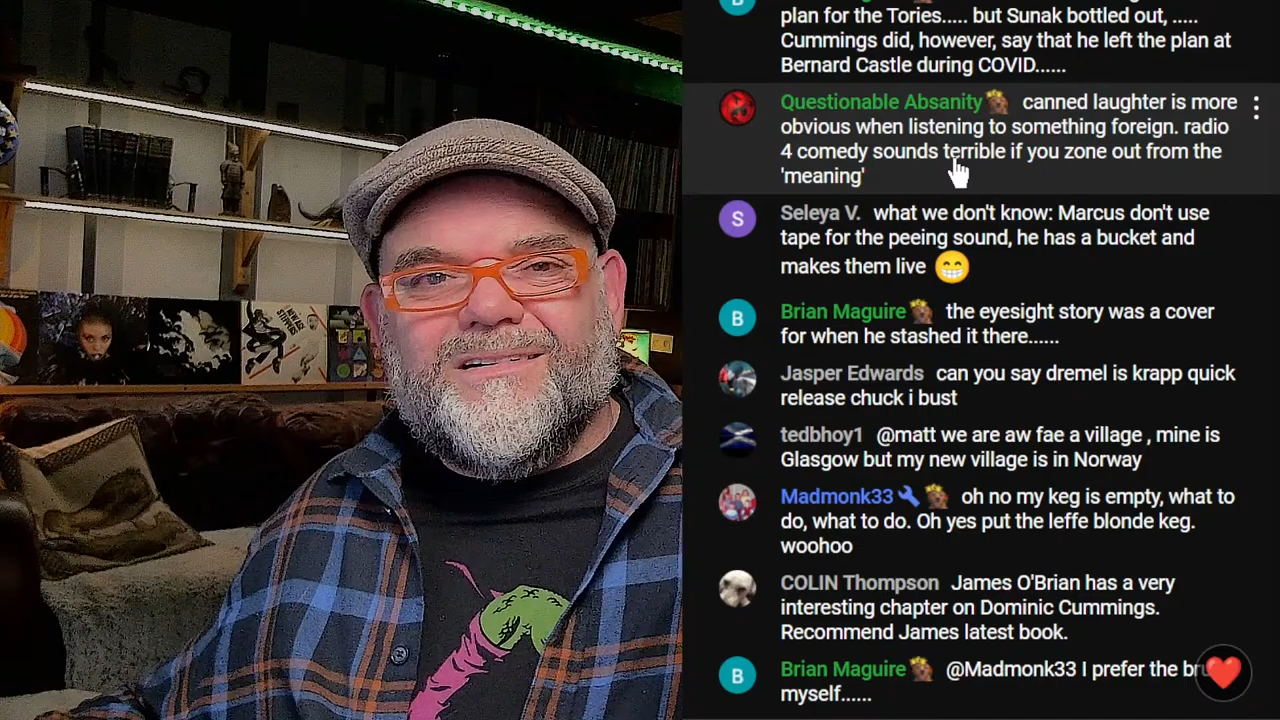 plan for the Tories..... but Sunak bottled out, .....
Cummings did, however, say that he left the plan at
Bernard Castle during COVID......
Questionable Absanity canned laughter is more
obvious when listening to something foreign. radio
4 comedy sounds terrible if you zone out from the
'meaning'
S
Seleya V. what we don't know: Marcus don't use
tape for the peeing sound, he has a bucket and
makes them live 😁
B
Brian Maguire the eyesight story was a cover
for when he stashed it there......
Jasper Edwards can you say dremel is krapp quick
release chuck i bust
tedbhoy1 @matt we are aw fae a village , mine is
Glasgow but my new village is in Norway
Madmonk33 oh no my keg is empty, what to
do, what to do. Oh yes put the leffe blonde keg.
woohoo
COLIN Thompson James O'Brian has a very
interesting chapter on Dominic Cummings.
Recommend James latest book.
B
Brian Maguire @Madmonk33 I prefer the
myself......